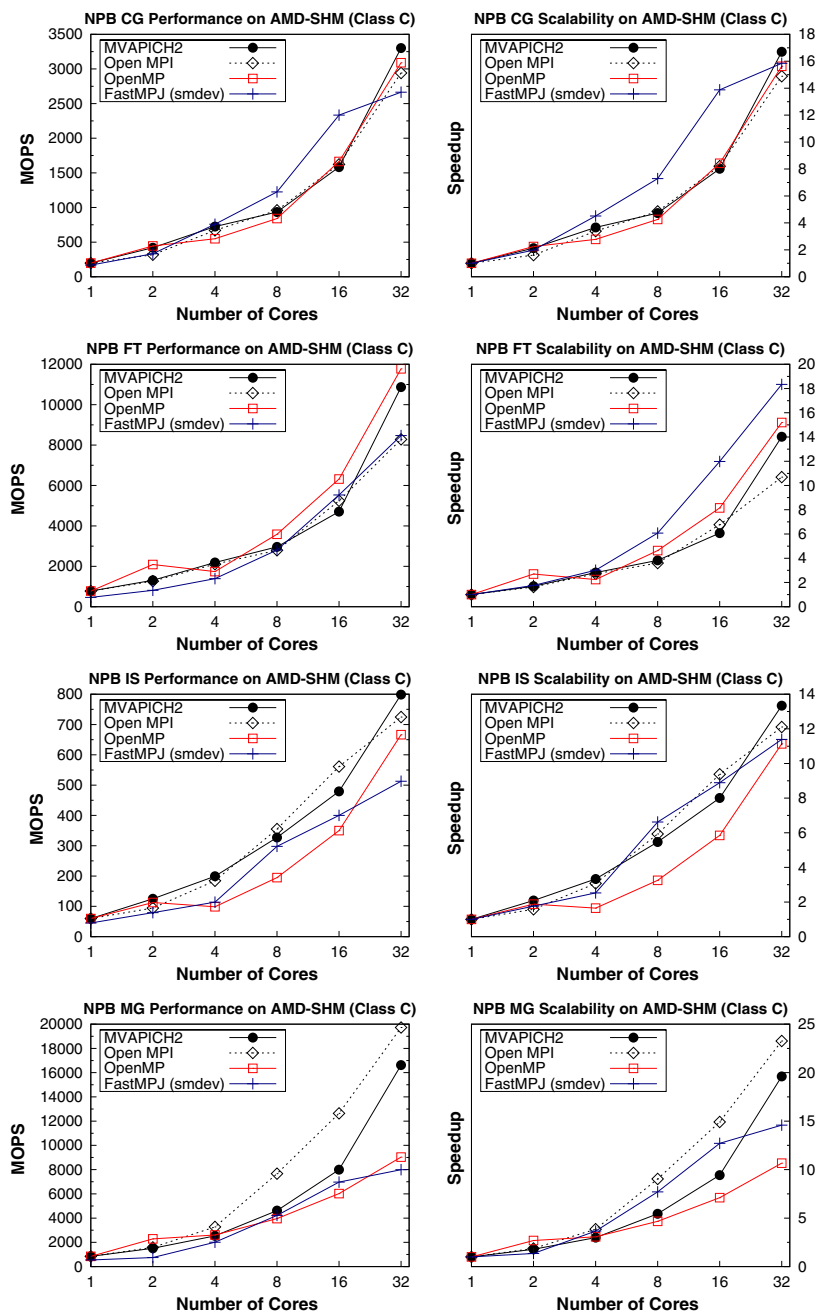 NPB CG Performance on AMD-SHM (Class C)
MVAPICH2
Open MPI
OpenMP
FastMPJ (smdev)
MOPS
3500
3000
2500
2000
1500
1000
500
0
1 2 4 8 16 32
Number of Cores
NPB CG Scalability on AMD-SHM (Class C)
MVAPICH2
Open MPI
OpenMP
FastMPJ (smdev)
Speedup
18
16
14
12
10
8
6
4
2
0
1 2 4 8 16 32
Number of Cores
NPB FT Performance on AMD-SHM (Class C)
MVAPICH2
Open MPI
OpenMP
FastMPJ (smdev)
MOPS
12000
10000
8000
6000
4000
2000
0
1 2 4 8 16 32
Number of Cores
NPB FT Scalability on AMD-SHM (Class C)
MVAPICH2
Open MPI
OpenMP
FastMPJ (smdev)
Speedup
20
18
16
14
12
10
8
6
4
2
0
1 2 4 8 16 32
Number of Cores
NPB IS Performance on AMD-SHM (Class C)
MVAPICH2
Open MPI
OpenMP
FastMPJ (smdev)
MOPS
800
700
600
500
400
300
200
100
0
1 2 4 8 16 32
Number of Cores
NPB IS Scalability on AMD-SHM (Class C)
MVAPICH2
Open MPI
OpenMP
FastMPJ (smdev)
Speedup
14
12
10
8
6
4
2
0
1 2 4 8 16 32
Number of Cores
NPB MG Performance on AMD-SHM (Class C)
MVAPICH2
Open MPI
OpenMP
FastMPJ (smdev)
MOPS
20000
18000
16000
14000
12000
10000
8000
6000
4000
2000
0
1 2 4 8 16 32
Number of Cores
NPB MG Scalability on AMD-SHM (Class C)
MVAPICH2
Open MPI
OpenMP
FastMPJ (smdev)
Speedup
25
20
15
10
5
0
1 2 4 8 16 32
Number of Cores